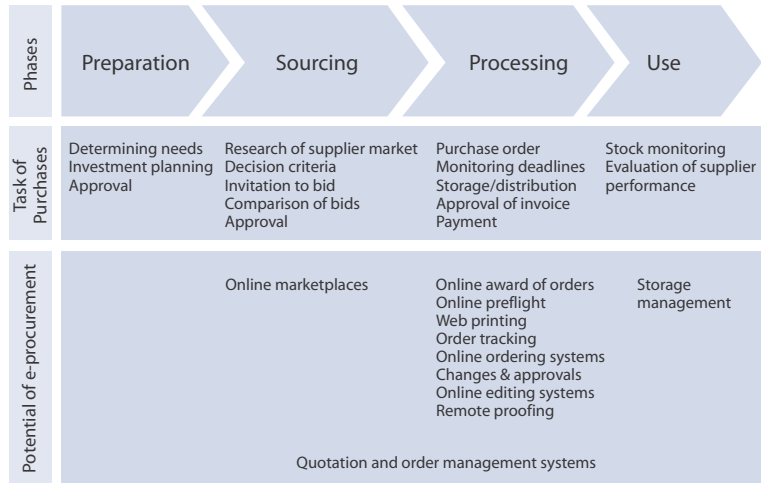 Phases
Preparation
Sourcing
Processing
Use
Task of
Purchases
Determining needs
Investment planning
Approval
Research of supplier market
Decision criteria
Invitation to bid
Comparison of bids
Approval
Purchase order
Monitoring deadlines
Storage/distribution
Approval of invoice
Payment
Stock monitoring
Evaluation of supplier
performance
Potential of e-procurement
Online marketplaces
Online award of orders
Online preflight
Web printing
Order tracking
Online ordering systems
Changes & approvals
Online editing systems
Remote proofing
Storage
management
Quotation and order management systems